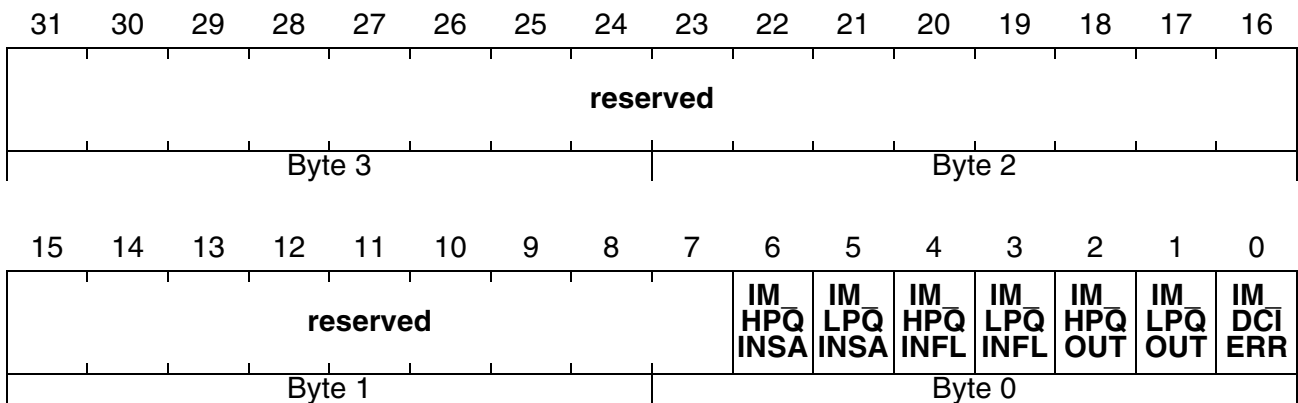 31 30 29 28 27 26 25 24 23 22 21 20 19 18 17 16
reserved
Byte 3 Byte 2
15 14 13 12 11 10 9 8 7 6 5 4 3 2 1 0
IM_ IM_ IM_ IM_ IM_ IM_ IM_
reserved HPQ LPQ HPQ LPQ HPQ LPQ DCI
INSA INSA INFL INFL OUT OUT ERR
Byte 1 Byte 0